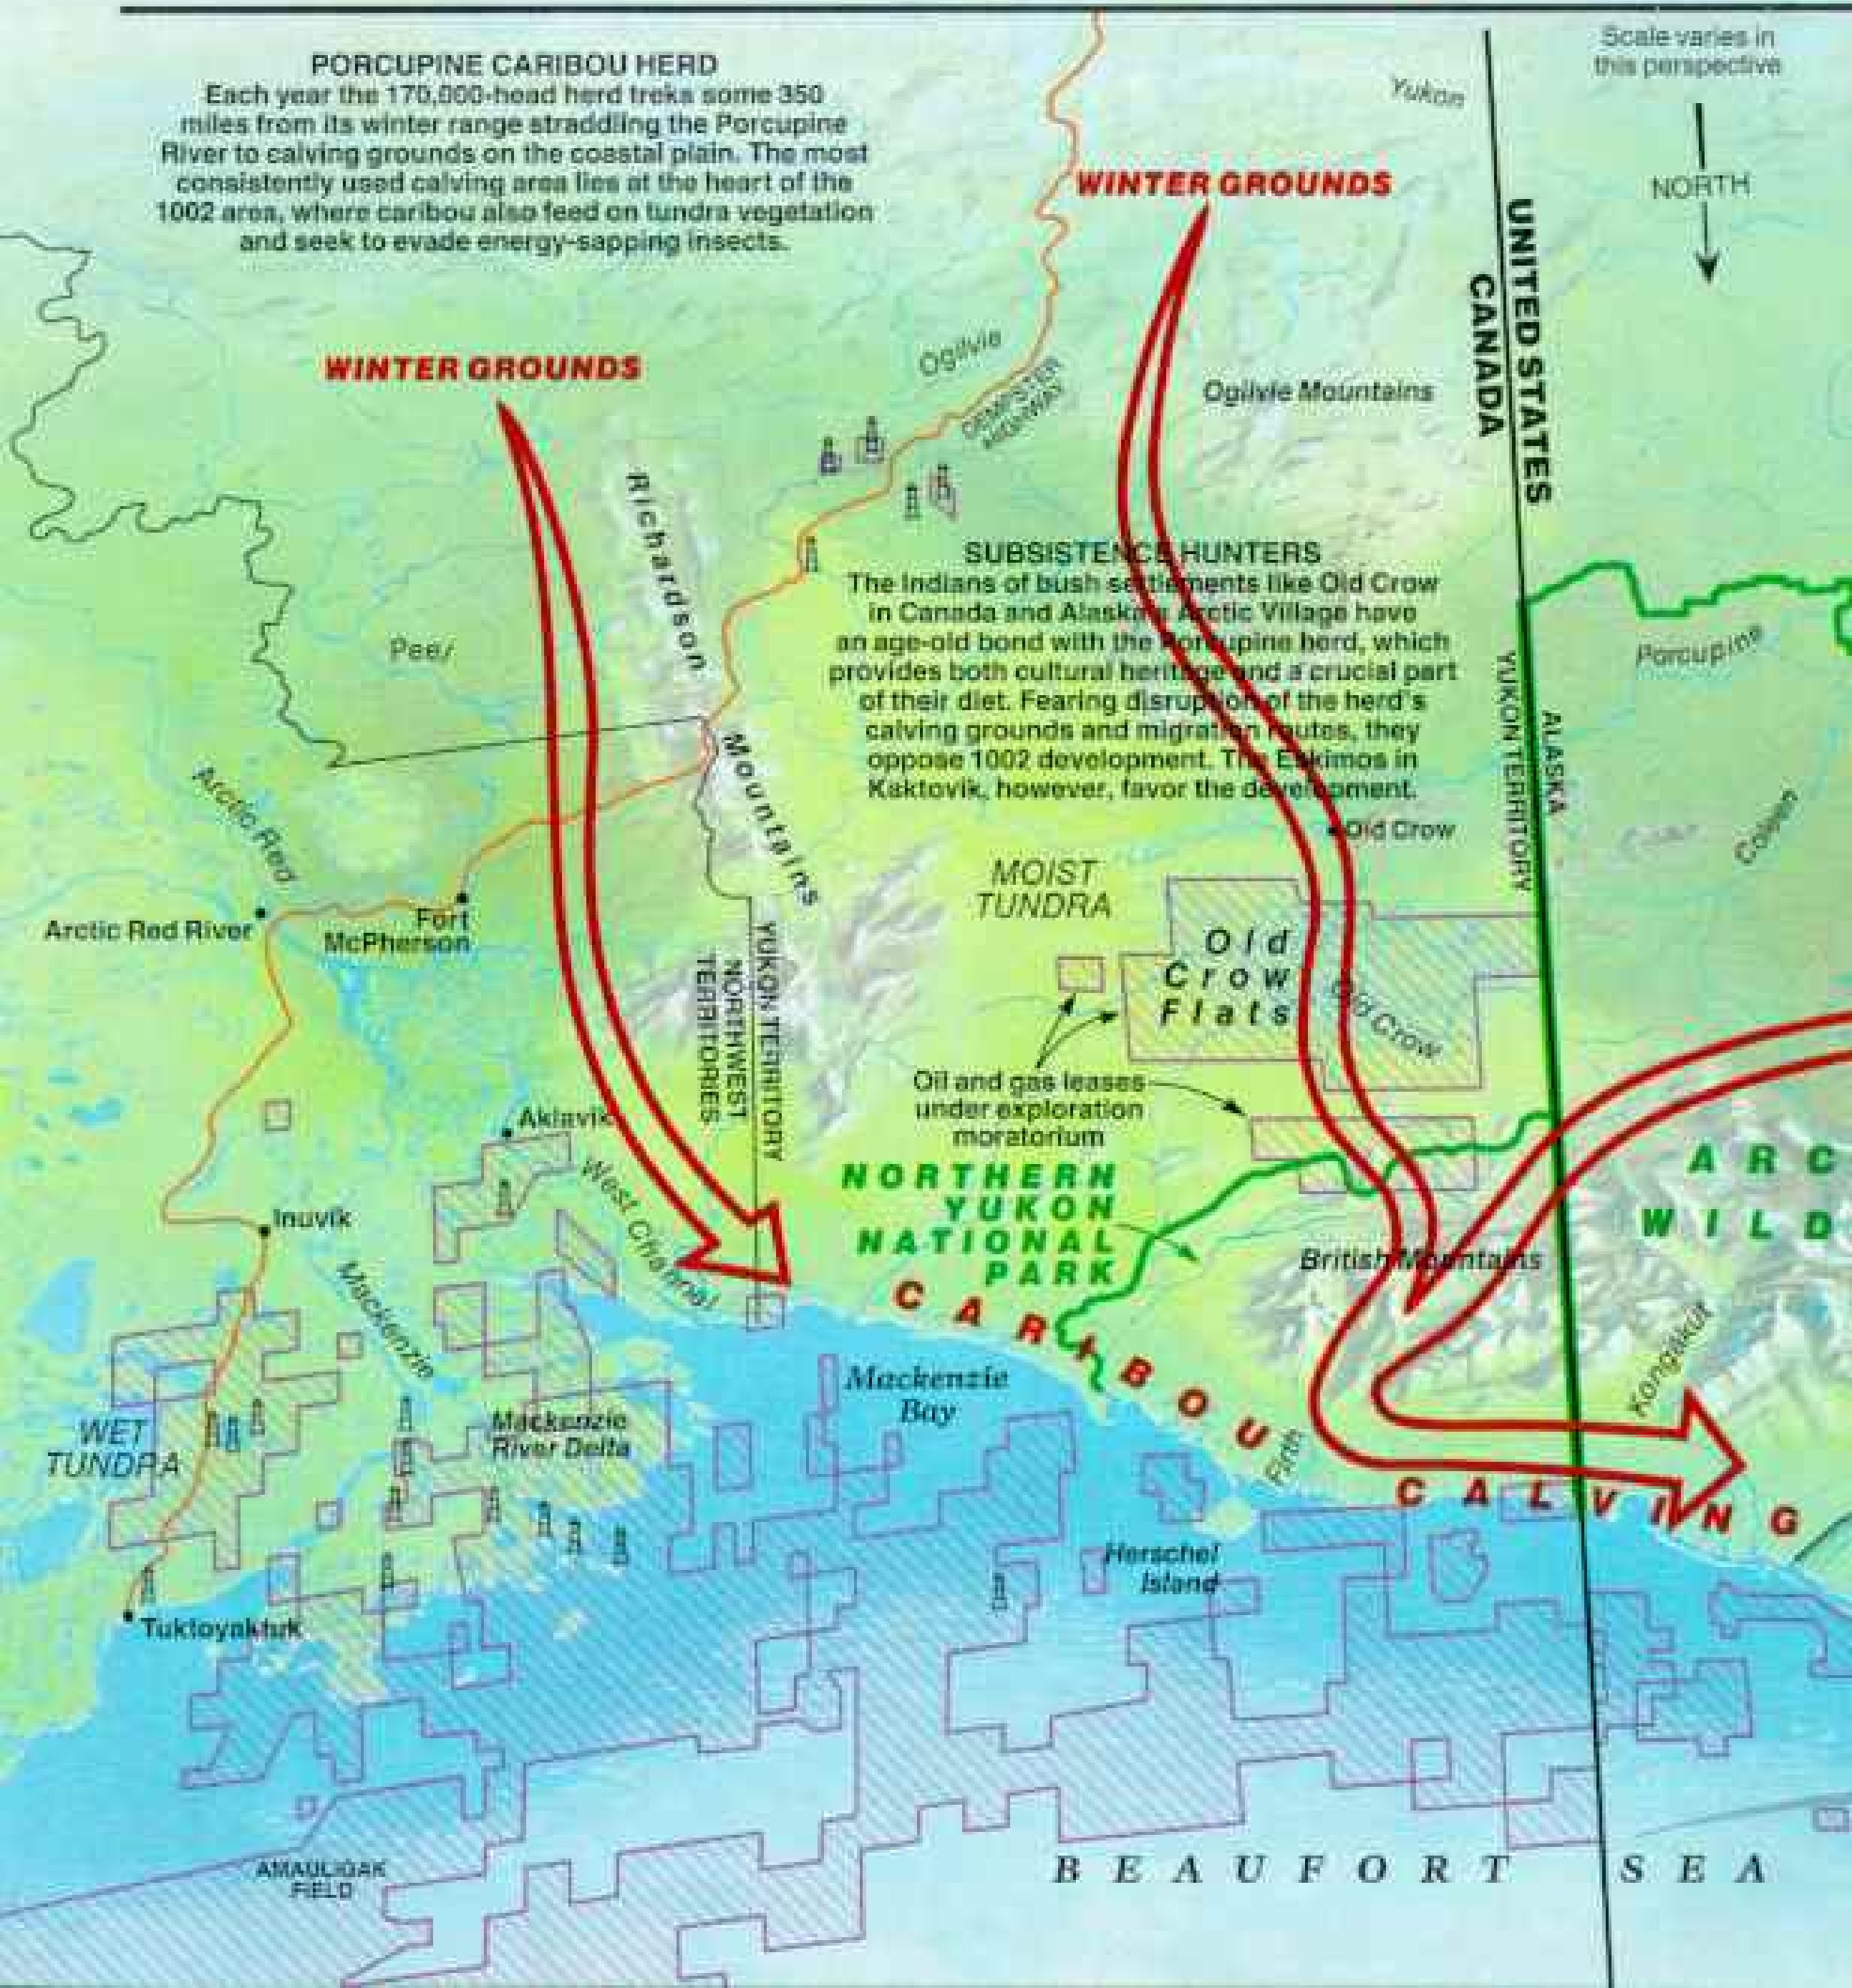 PORCUPINE CARIBOU HERD
Each year the 170,000-head herd treks some 350
miles from its winter range straddling the Porcupine
River to calving grounds on the coastal plain. The most
consistently used calving area lies at the heart of the
1002 area, where caribou also feed on tundra vegetation
and seek to evade energy-sapping insects.
Scale varies in
this perspective
NORTH
Yukon
WINTER GROUNDS
UNITED STATES
CANADA
WINTER GROUNDS
Ogilvie
DEMPSTER
HIGHWAY
Ogilvie Mountains
Richardson
Mountains
SUBSISTENCE HUNTERS
The Indians of bush settlements like Old Crow
in Canada and Alaska's Arctic Village have
an age-old bond with the Porcupine herd, which
provides both cultural heritage and a crucial part
of their diet. Fearing disruption of the herd's
calving grounds and migration routes, they
oppose 1002 development. The Eskimos in
Kaktovik, however, favor the development.
Peel
Porcupine
YUKON TERRITORY
ALASKA
Coleen
Old Crow
Arctic Red
MOIST
TUNDRA
Arctic Red River
Fort
McPherson
Old
Crow
Flats
Old Crow
YUKON TERRITORY
NORTHWEST
TERRITORIES
Oil and gas leases
under exploration
moratorium
Aklavik
West Channel
NORTHERN
YUKON
NATIONAL
PARK
ARC
WILD
Inuvik
Mackenzie
British Mountains
CARIBOU
CALVING
Kongakut
Mackenzie
Bay
WET
TUNDRA
Mackenzie
River Delta
Firth
Herschel
Island
Tuktoyaktuk
AMAULIGAK
FIELD
BEAUFORT SEA